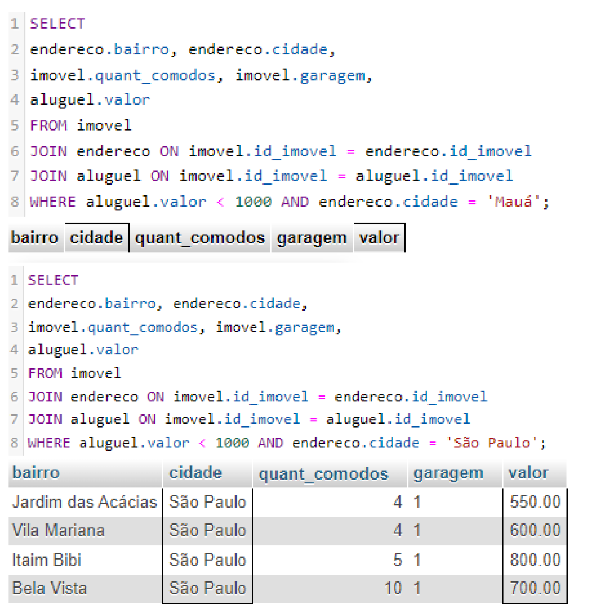 1 SELECT
2 endereco.bairro, endereco.cidade,
3 imovel.quant_comodos, imovel.garagem,
4 aluguel.valor
5 FROM imovel
6 JOIN endereco ON imovel.id_imovel = endereco.id_imovel
7 JOIN aluguel ON imovel.id_imovel = aluguel.id_imovel
8 WHERE aluguel.valor < 1000 AND endereco.cidade = 'Mauá';
bairro cidade quant_comodos garagem valor
1 SELECT
2 endereco.bairro, endereco.cidade,
3 imovel.quant_comodos, imovel.garagem,
4 aluguel.valor
5 FROM imovel
6 JOIN endereco ON imovel.id_imovel = endereco.id_imovel
7 JOIN aluguel ON imovel.id_imovel = aluguel.id_imovel
8 WHERE aluguel.valor < 1000 AND endereco.cidade = 'São Paulo';
bairro cidade quant_comodos garagem valor
Jardim das Acácias São Paulo 4 1 550.00
Vila Mariana São Paulo 4 1 600.00
Itaim Bibi São Paulo 5 1 800.00
Bela Vista São Paulo 10 1 700.00